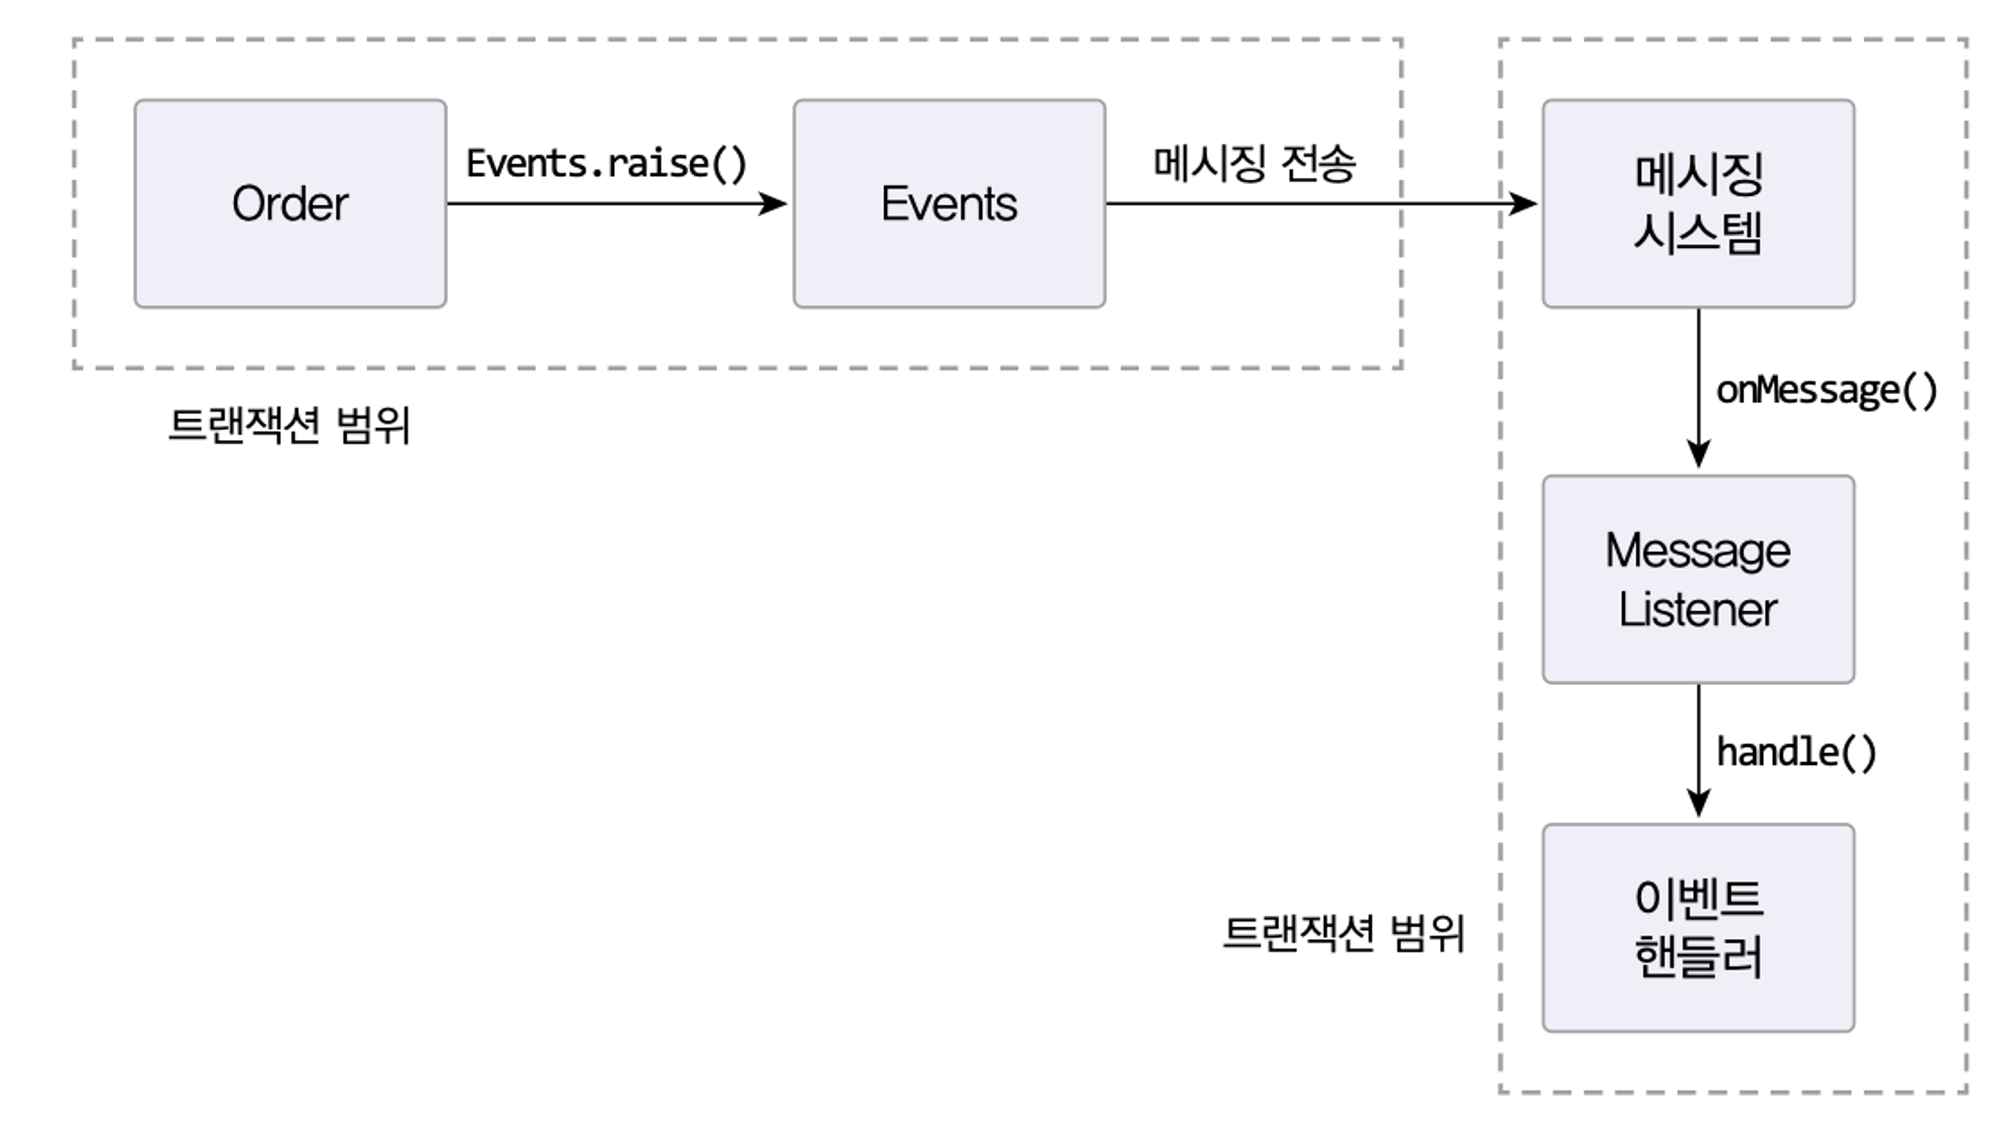 Order
Events.raise()
Events
메시징 전송
메시징
시스템
트랜잭션 범위
onMessage()
Message
Listener
handle()
이벤트
핸들러
트랜잭션 범위